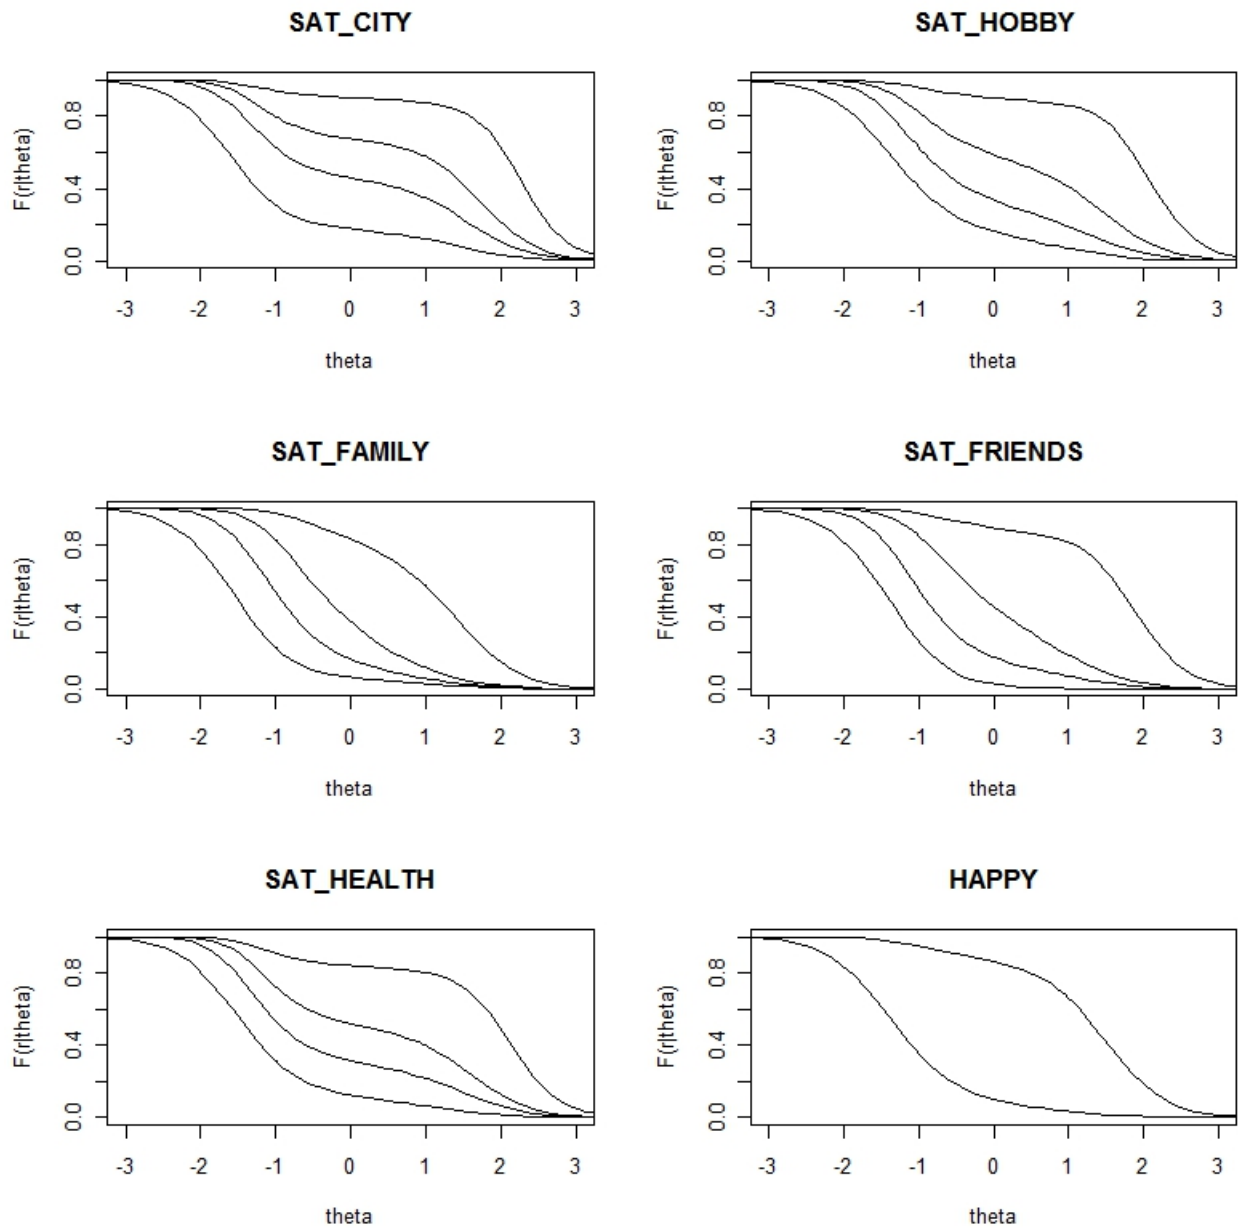 SAT_CITY
F(r|theta)
0.0 0.4 0.8
-3 -2 -1 0 1 2 3
theta
SAT_HOBBY
F(r|theta)
0.0 0.4 0.8
-3 -2 -1 0 1 2 3
theta
SAT_FAMILY
F(r|theta)
0.0 0.4 0.8
-3 -2 -1 0 1 2 3
theta
SAT_FRIENDS
F(r|theta)
0.0 0.4 0.8
-3 -2 -1 0 1 2 3
theta
SAT_HEALTH
F(r|theta)
0.0 0.4 0.8
-3 -2 -1 0 1 2 3
theta
HAPPY
F(r|theta)
0.0 0.4 0.8
-3 -2 -1 0 1 2 3
theta